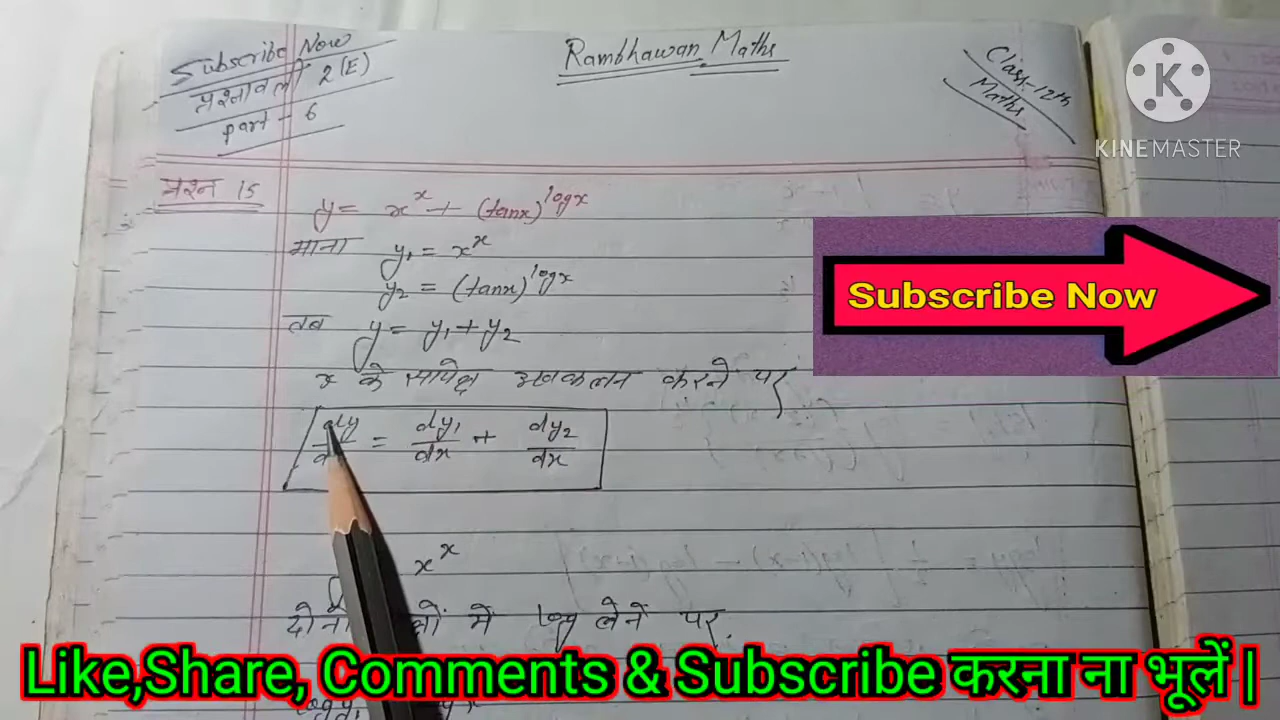 Subscribe Now
प्रश्नावली 2(E)
part - 6
Rambhawan Maths
Class-12th
Maths
KINEMASTER
प्रश्न 15
y = x^x + (tanx)^logx
माना y₁ = x^x
y₂ = (tanx)^logx
तब y = y₁ + y₂
x के सापेक्ष अवकलन करने पर
dy/d = dy₁/dx + dy₂/dx
Subscribe Now
x^x
में log लेनें पर
Like,Share, Comments & Subscribe करना ना भूलें |